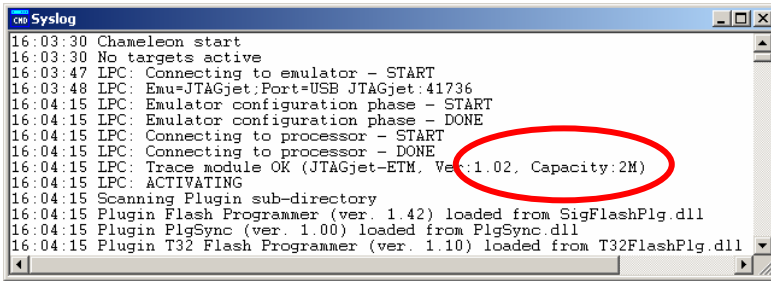 CMD Syslog
16:03:30 Chameleon start
16:03:30 No targets active
16:03:47 LPC: Connecting to emulator - START
16:03:48 LPC: Emu=JTAGjet;Port=USB JTAGjet:41736
16:04:15 LPC: Emulator configuration phase - START
16:04:15 LPC: Emulator configuration phase - DONE
16:04:15 LPC: Connecting to processor - START
16:04:15 LPC: Connecting to processor - DONE
16:04:15 LPC: Trace module OK (JTAGjet-ETM, Ver:1.02, Capacity:2M)
16:04:15 LPC: ACTIVATING
16:04:15 Scanning Plugin sub-directory
16:04:15 Plugin Flash Programmer (ver. 1.42) loaded from SigFlashPlg.dll
16:04:15 Plugin PlgSync (ver. 1.00) loaded from PlgSync.dll
16:04:15 Plugin T32 Flash Programmer (ver. 1.10) loaded from T32FlashPlg.dll